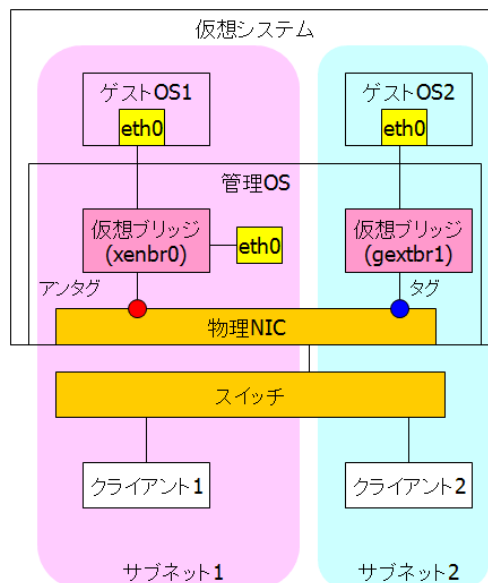 仮想システム
ゲストOS1
eth0
ゲストOS2
eth0
管理OS
仮想ブリッジ
(xenbr0)
eth0
仮想ブリッジ
(gextbr1)
アンタグ
タグ
物理NIC
スイッチ
クライアント1
クライアント2
サブネット1
サブネット2